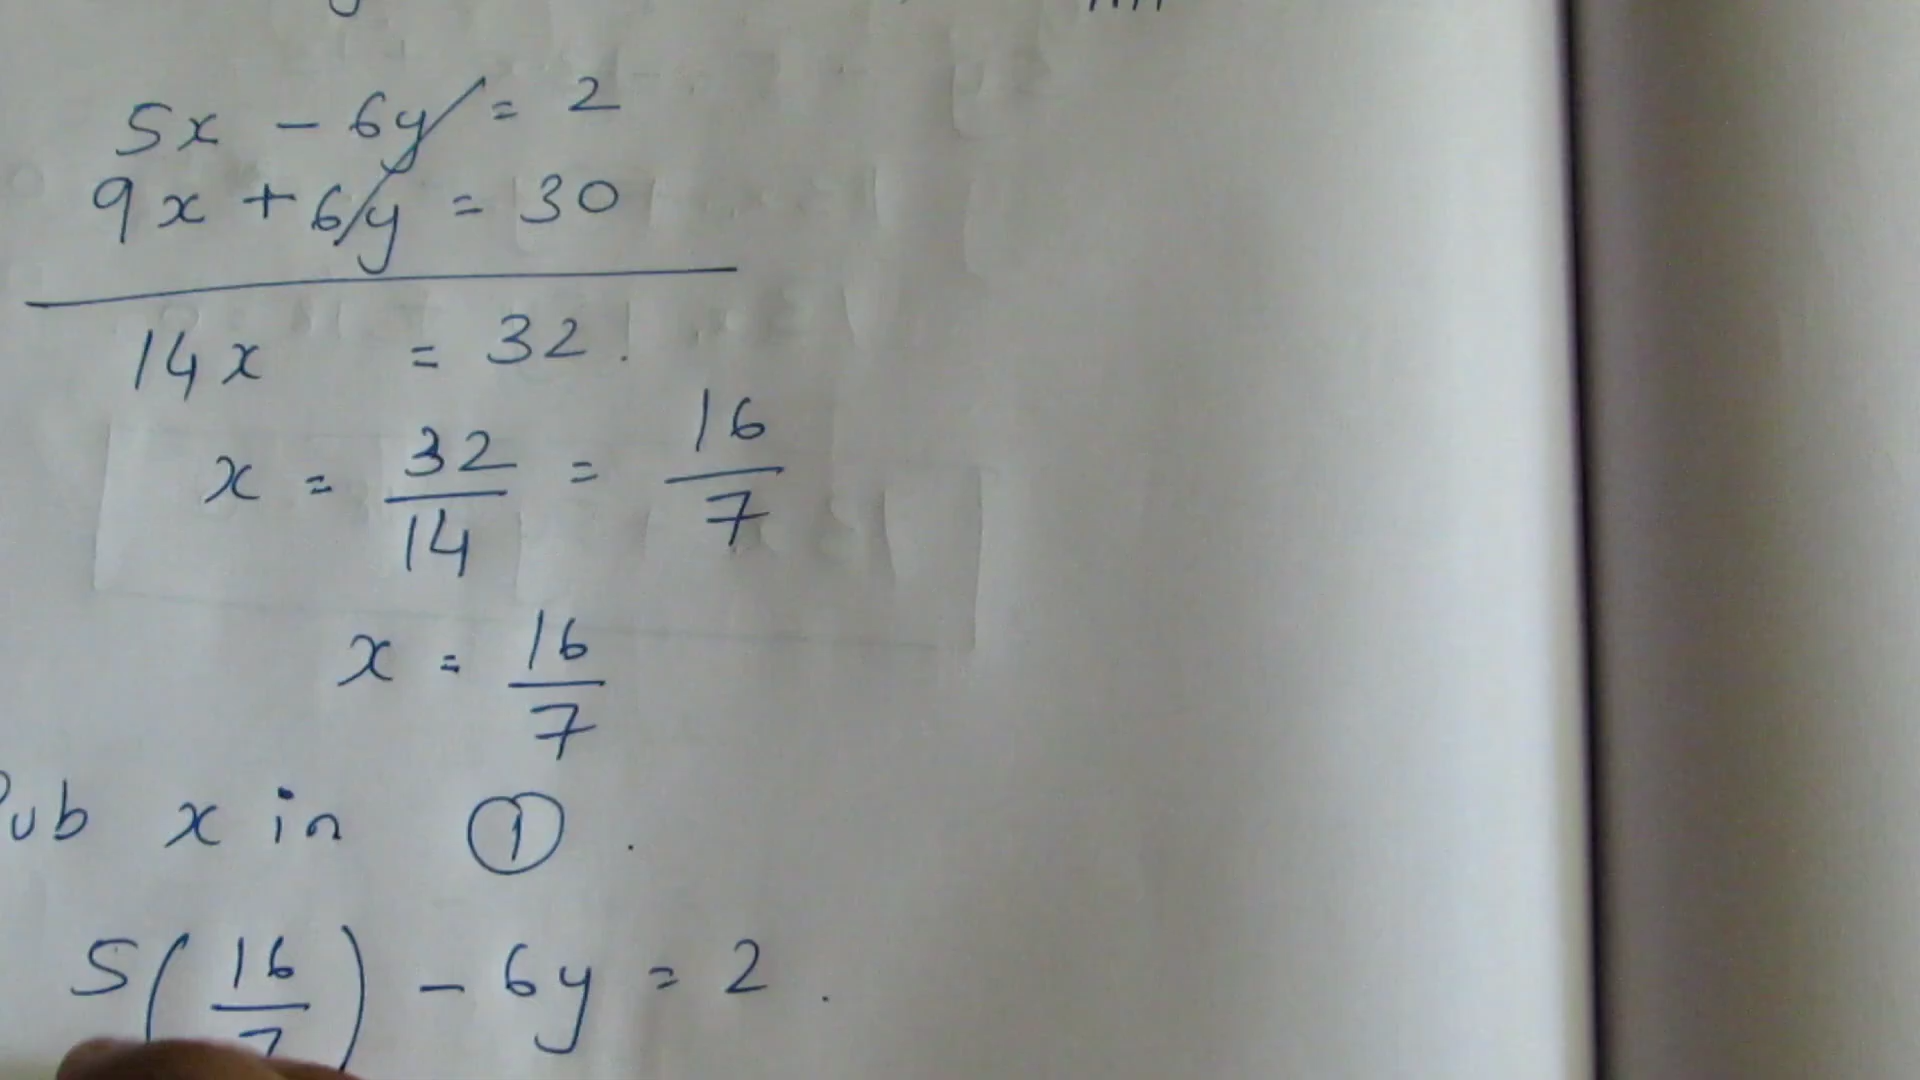 5x - 6y = 2
9x + 6y = 30
14x = 32.
x = 32/14 = 16/7
x = 16/7
Sub x in ①.
5(16/7) - 6y = 2.